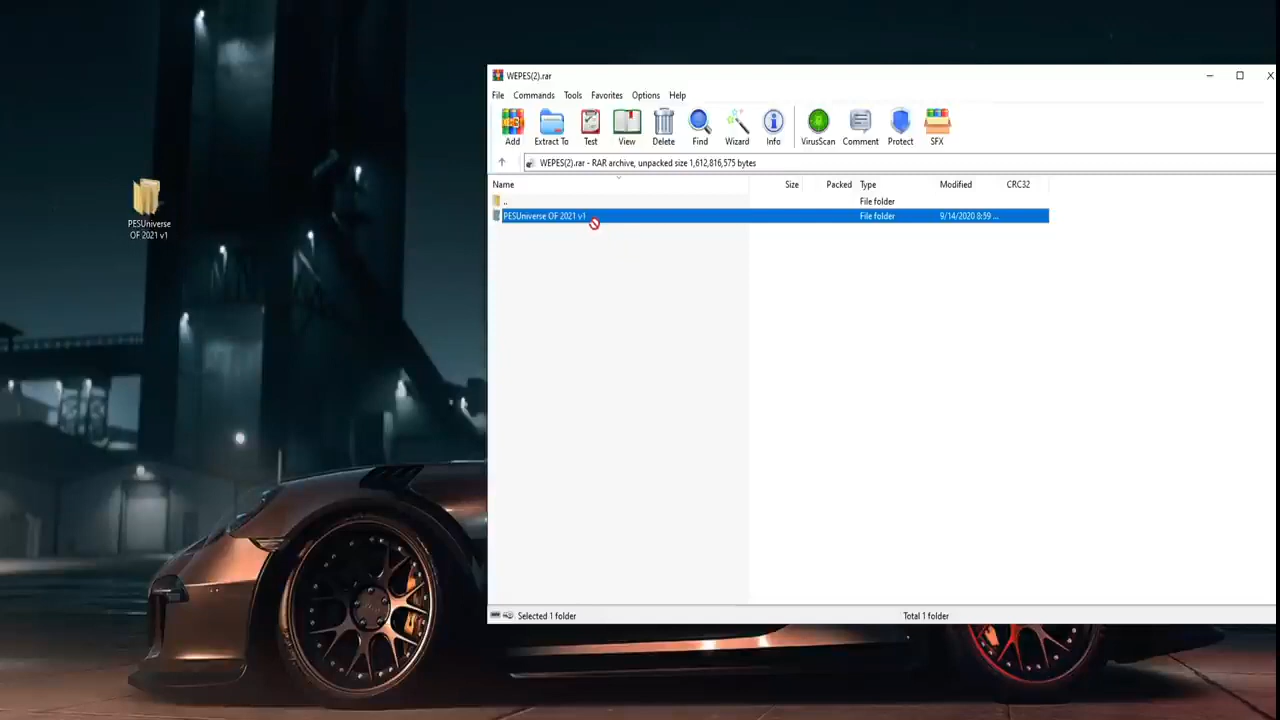 WEPES(2).rar
File Commands Tools Favorites Options Help
Add Extract To Test View Delete Find Wizard Info VirusScan Comment Protect SFX
WEPES(2).rar - RAR archive, unpacked size 1,612,816,575 bytes
Name Size Packed Type Modified CRC32
.. File folder
PESUniverse OF 2021 v1 File folder 9/14/2020 8:59 ...
PESUniverse
OF 2021 v1
Selected 1 folder Total 1 folder